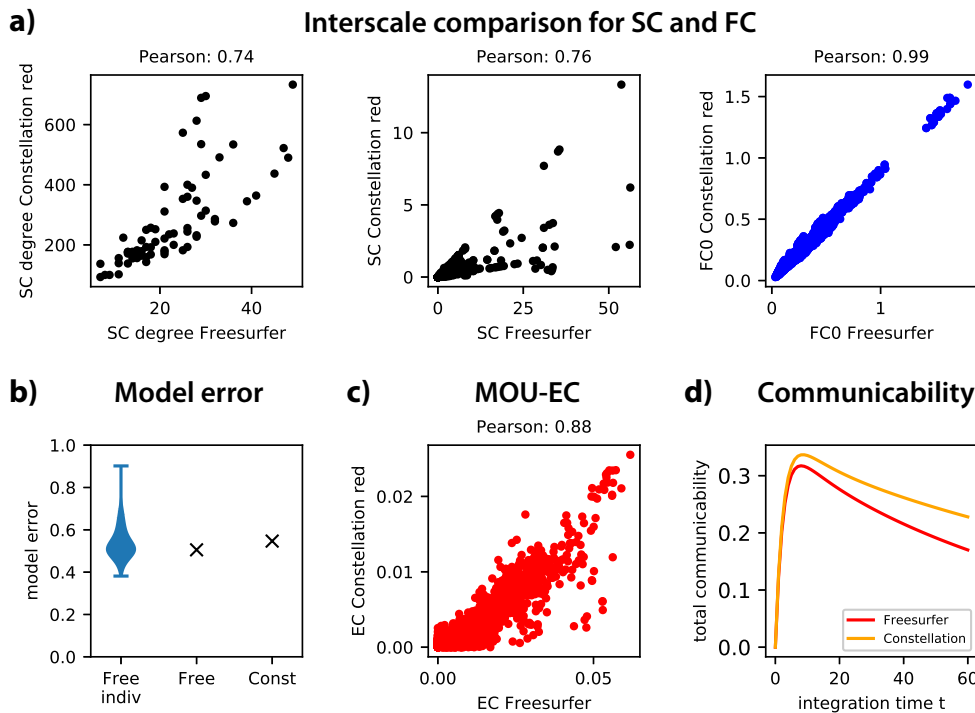 a) Interscale comparison for SC and FC
Pearson: 0.74
SC degree Constellation red
600
400
200
20 40
SC degree Freesurfer
Pearson: 0.76
SC Constellation red
10
5
0
0 25 50
SC Freesurfer
Pearson: 0.99
FC0 Constellation red
1.5
1.0
0.5
0.0
0 1
FC0 Freesurfer
b) Model error
model error
1.0
0.8
0.6
0.4
0.2
0.0
Free Free Const
indiv
c) MOU-EC
Pearson: 0.88
EC Constellation red
0.02
0.01
0.00
0.00 0.05
EC Freesurfer
d) Communicability
total communicability
0.3
0.2
0.1
0.0
Freesurfer
Constellation
0 20 40 60
integration time t